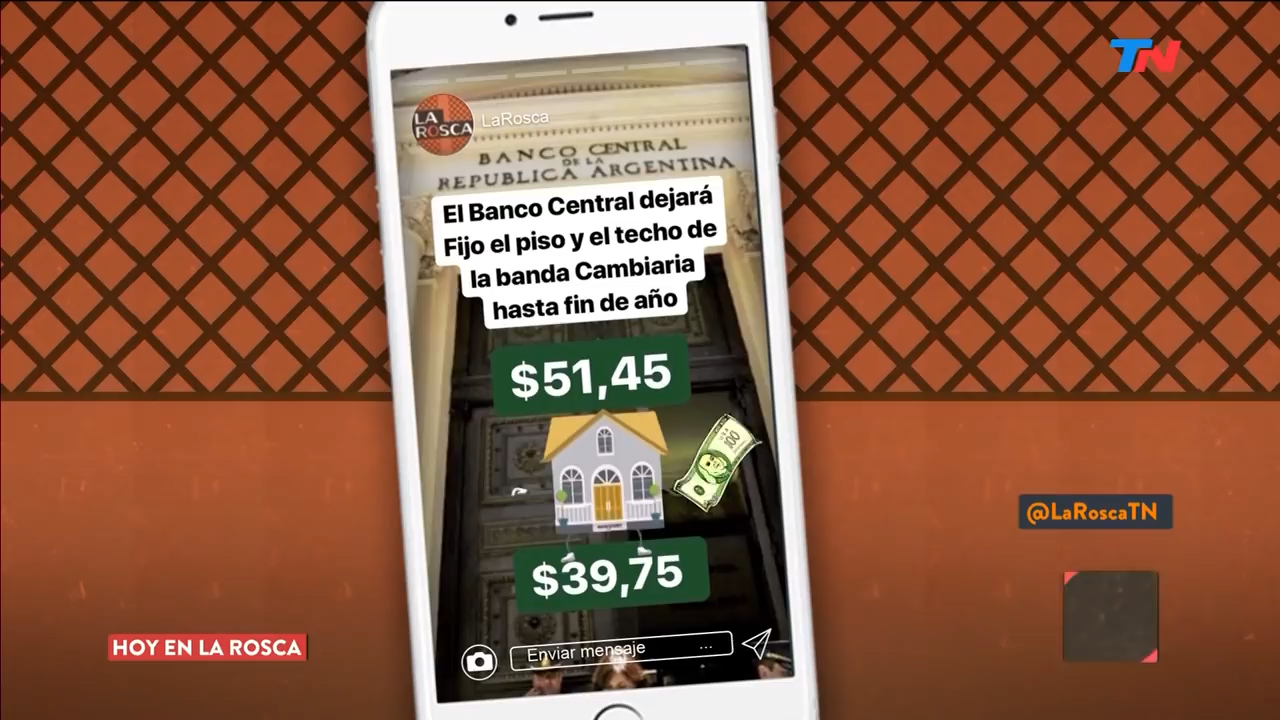 TN
LA
ROSCA
LaRosca
BANCO CENTRAL
DE LA
REPUBLICA ARGENTINA
El Banco Central dejará
Fijo el piso y el techo de
la banda Cambiaria
hasta fin de año
$51,45
100
$39,75
@LaRoscaTN
HOY EN LA ROSCA
Enviar mensaje
...